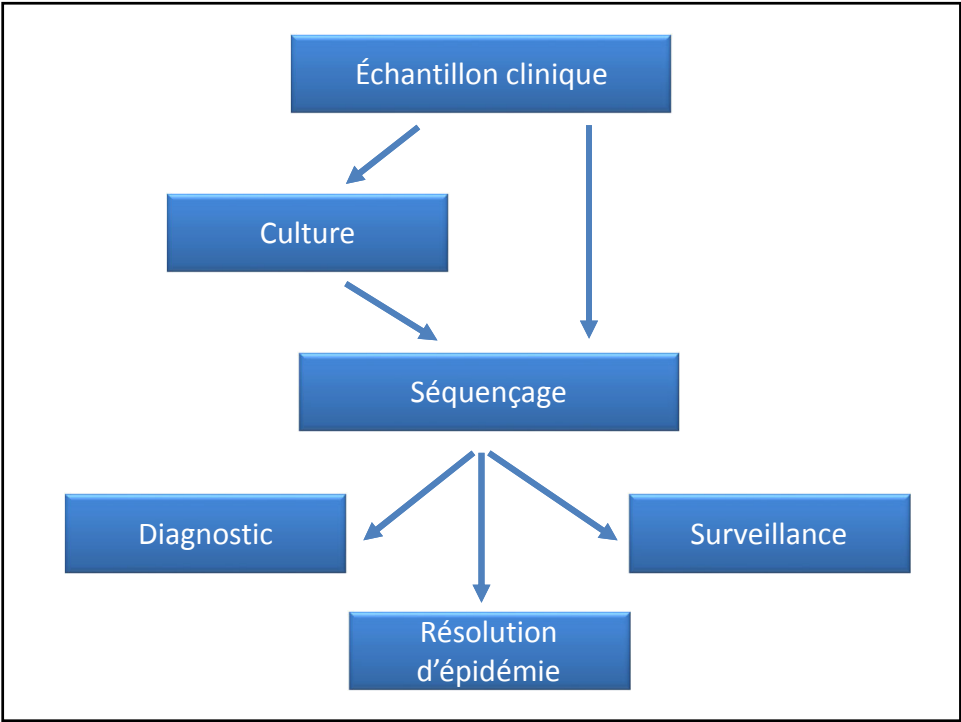 Échantillon clinique
Culture
Séquençage
Diagnostic
Surveillance
Résolution
d'épidémie